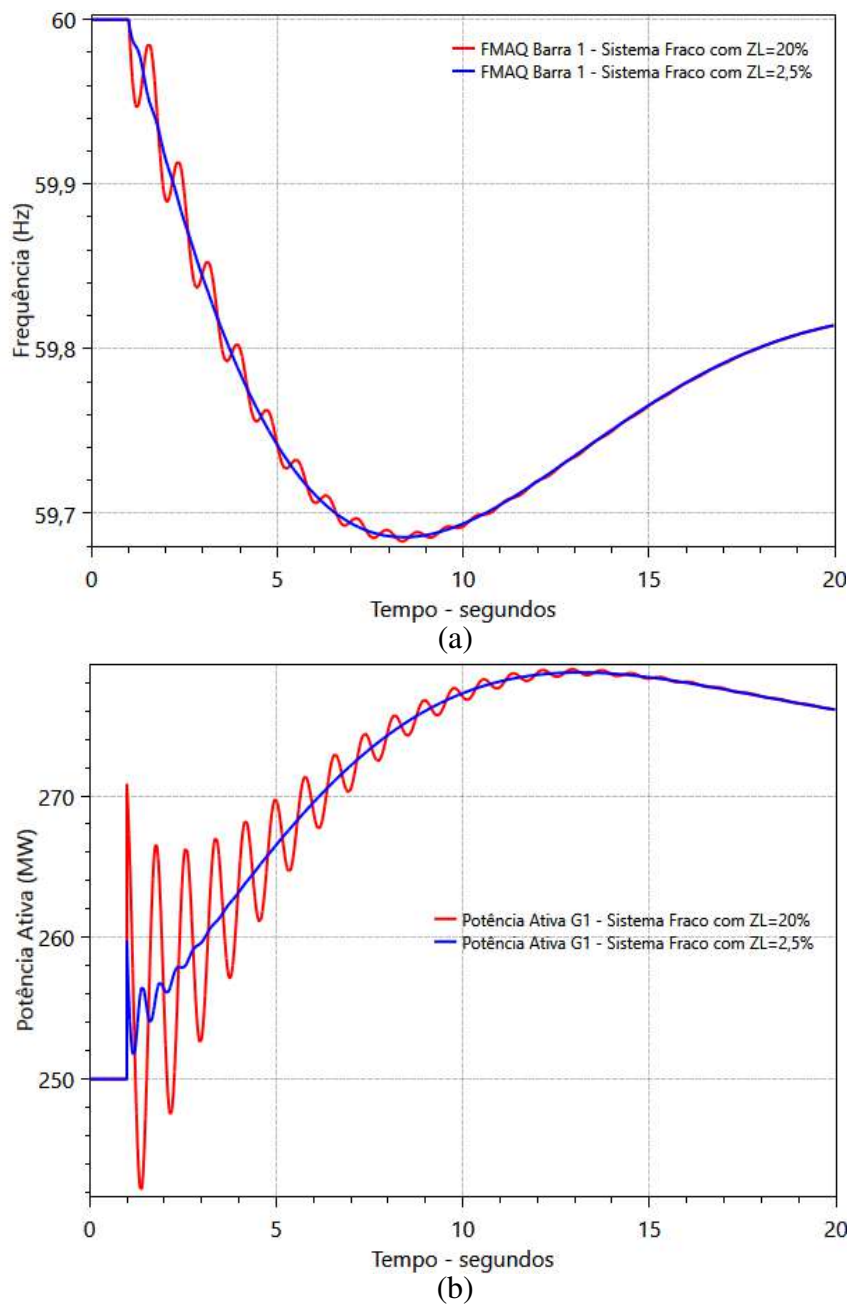 60
FMAQ Barra 1 - Sistema Fraco com ZL=20%
FMAQ Barra 1 - Sistema Fraco com ZL=2,5%
59,9
59,8
59,7
Frequência (Hz)
0 5 10 15 20
Tempo - segundos
(a)
270
260
250
Potência Ativa (MW)
Potência Ativa G1 - Sistema Fraco com ZL=20%
Potência Ativa G1 - Sistema Fraco com ZL=2,5%
0 5 10 15 20
Tempo - segundos
(b)